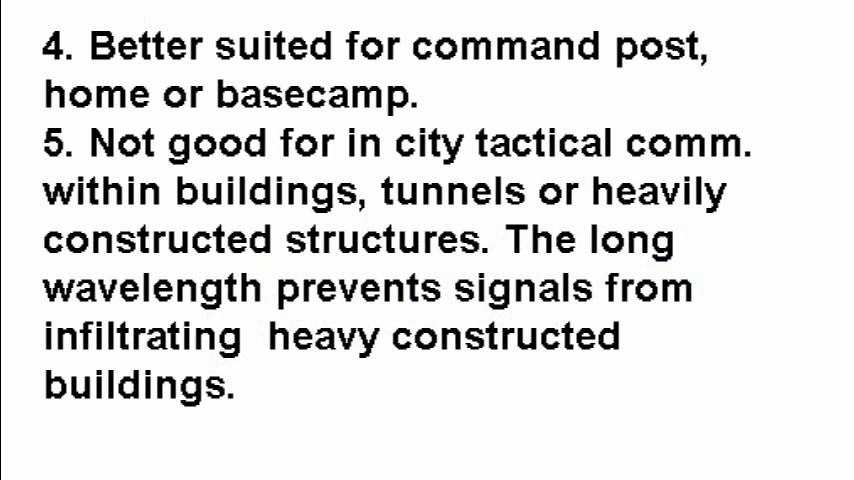 4. Better suited for command post,
home or basecamp.
5. Not good for in city tactical comm.
within buildings, tunnels or heavily
constructed structures. The long
wavelength prevents signals from
infiltrating  heavy constructed
buildings.